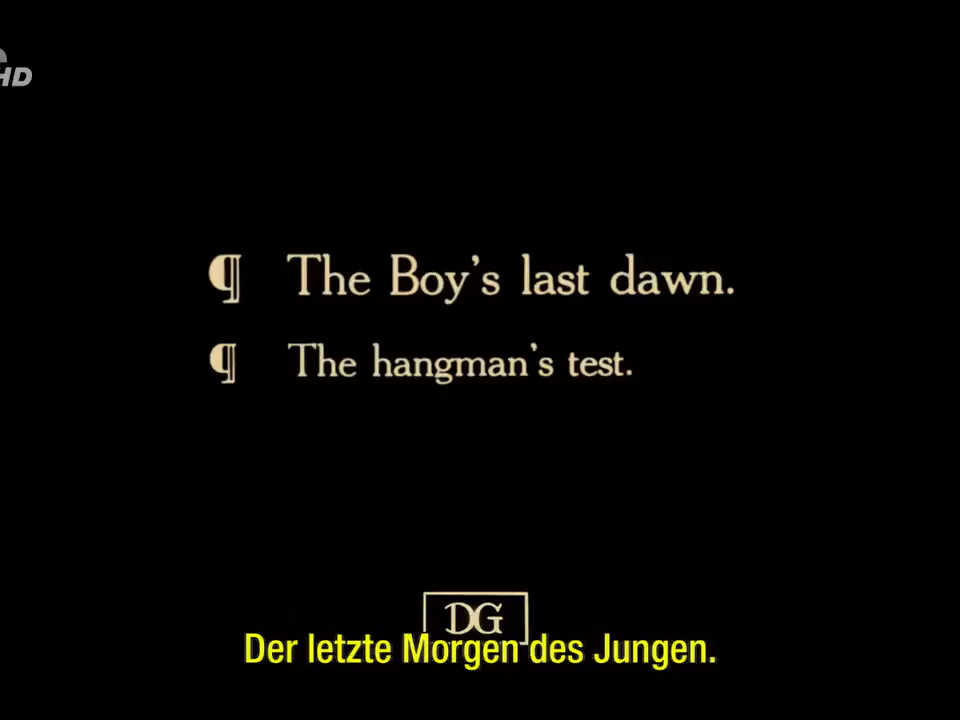 HD
¶ The Boy's last dawn.
¶ The hangman's test.
DG
Der letzte Morgen des Jungen.